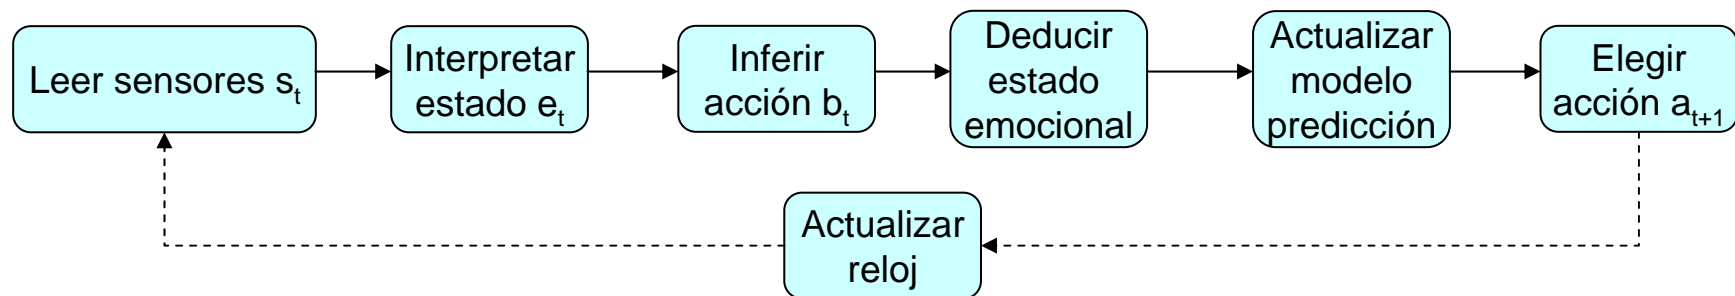 Leer sensores s_t
Interpretar
estado e_t
Inferir
acción b_t
Deducir
estado
emocional
Actualizar
modelo
predicción
Elegir
acción a_{t+1}
Actualizar
reloj